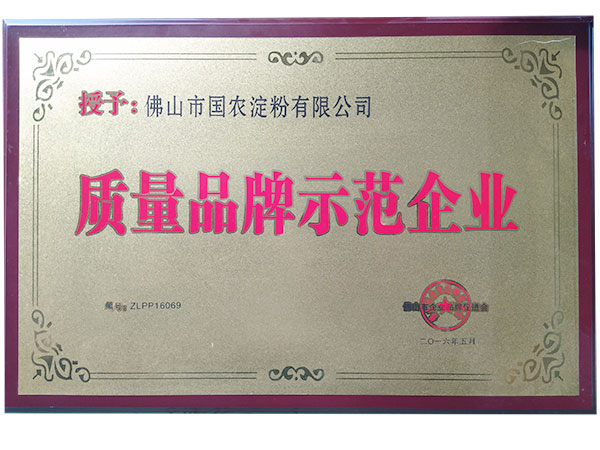 授予：佛山市国农淀粉有限公司
质量品牌示范企业
编号：ZLPP16069
二〇一六年五月